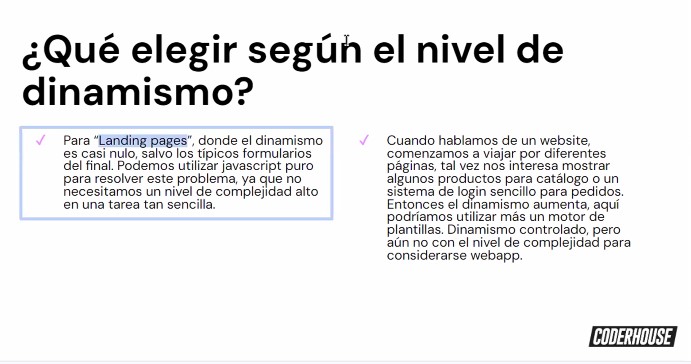 ¿Qué elegir según el nivel de
dinamismo?
✓ Para “Landing pages”, donde el dinamismo
es casi nulo, salvo los típicos formularios
del final. Podemos utilizar javascript puro
para resolver este problema, ya que no
necesitamos un nivel de complejidad alto
en una tarea tan sencilla.
✓ Cuando hablamos de un website,
comenzamos a viajar por diferentes
páginas, tal vez nos interesa mostrar
algunos productos para catálogo o un
sistema de login sencillo para pedidos.
Entonces el dinamismo aumenta, aquí
podríamos utilizar más un motor de
plantillas. Dinamismo controlado, pero
aún no con el nivel de complejidad para
considerarse webapp.
CODERHOUSE